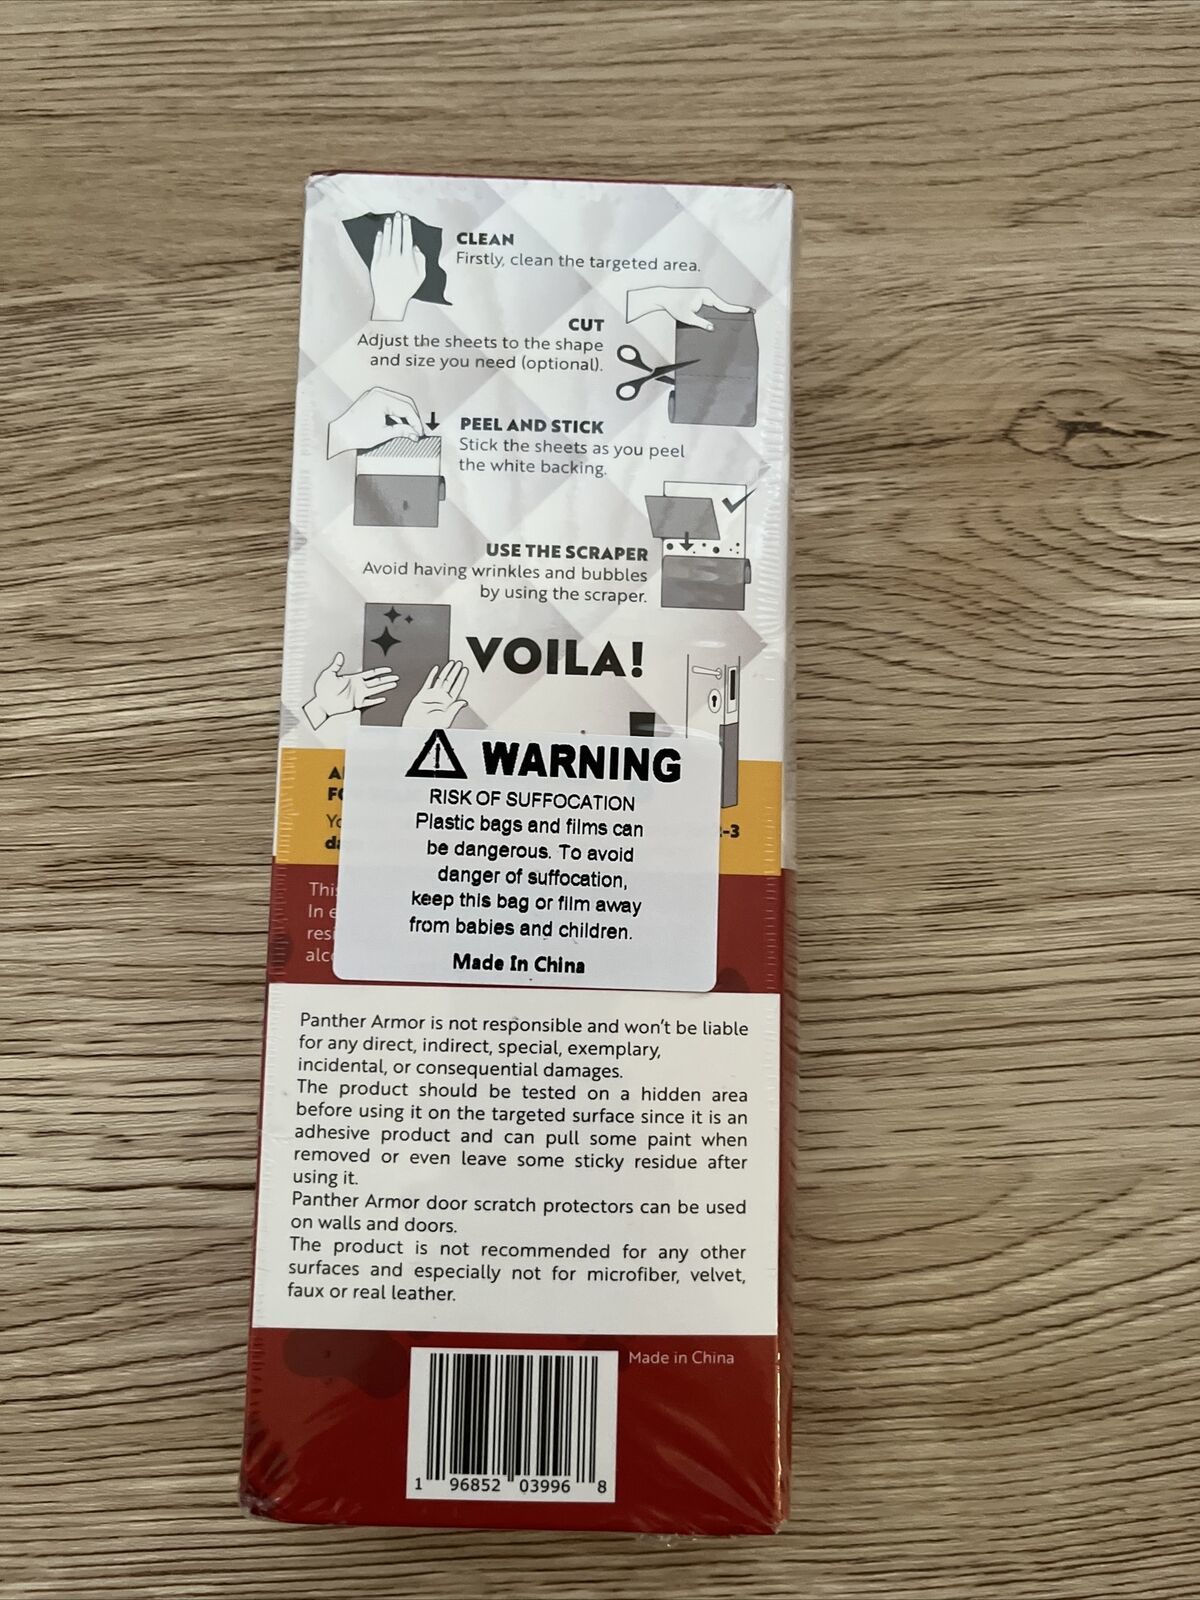 CLEAN
Firstly, clean the targeted area.
CUT
Adjust the sheets to the shape
and size you need (optional).
PEEL AND STICK
Stick the sheets as you peel
the white backing.
USE THE SCRAPER
Avoid having wrinkles and bubbles
by using the scraper.
VOILA!
WARNING
RISK OF SUFFOCATION
Plastic bags and films can
be dangerous. To avoid
danger of suffocation,
keep this bag or film away
from babies and children.
Made In China
-3
In
Panther Armor is not responsible and won't be liable
for any direct, indirect, special, exemplary,
incidental, or consequential damages.
The product should be tested on a hidden area
before using it on the targeted surface since it is an
adhesive product and can pull some paint when
removed or even leave some sticky residue after
using it.
Panther Armor door scratch protectors can be used
on walls and doors.
The product is not recommended for any other
surfaces and especially not for microfiber, velvet,
faux or real leather.
Made in China
1 96852 03996 8